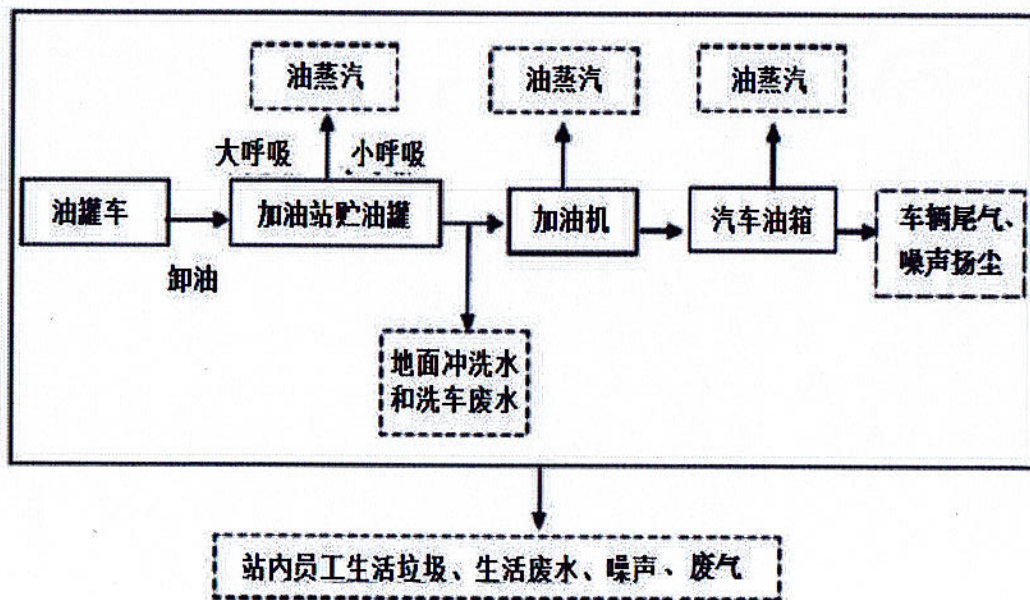 油蒸汽
油蒸汽
油蒸汽
大呼吸
小呼吸
油罐车
加油站贮油罐
加油机
汽车油箱
车辆尾气、
噪声扬尘
卸油
地面冲洗水
和洗车废水
站内员工生活垃圾、生活废水、噪声、废气